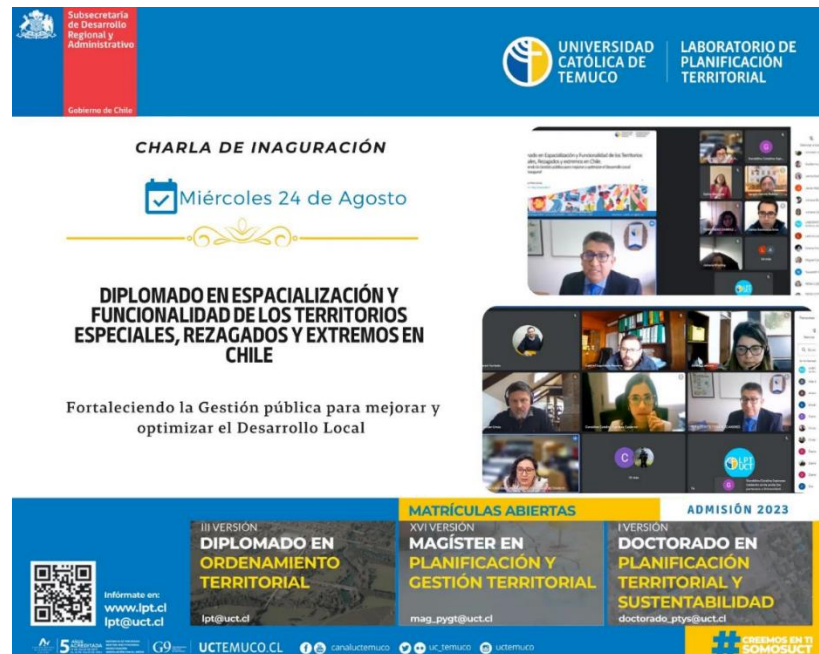 Subsecretaría
de Desarrollo
Regional y
Administrativo
Gobierno de Chile
UNIVERSIDAD
CATÓLICA DE
TEMUCO
LABORATORIO DE
PLANIFICACIÓN
TERRITORIAL
CHARLA DE INAGURACIÓN
Miércoles 24 de Agosto
DIPLOMADO EN ESPACIALIZACIÓN Y
FUNCIONALIDAD DE LOS TERRITORIOS
ESPECIALES, REZAGADOS Y EXTREMOS EN
CHILE
Fortaleciendo la Gestión pública para mejorar y
optimizar el Desarrollo Local
LPT
UCT
MATRÍCULAS ABIERTAS
ADMISIÓN 2023
III VERSIÓN
DIPLOMADO EN
ORDENAMIENTO
TERRITORIAL
lpt@uct.cl
XVI VERSIÓN
MAGÍSTER EN
PLANIFICACIÓN Y
GESTIÓN TERRITORIAL
mag_pygt@uct.cl
I VERSIÓN
DOCTORADO EN
PLANIFICACIÓN
TERRITORIAL Y
SUSTENTABILIDAD
doctorado_ptys@uct.cl
Infórmate en:
www.lpt.cl
lpt@uct.cl
5 AÑOS
ACREDITADA
G9
UCTEMUCO.CL
canaluctemuco
uc_temuco
uctemuco
# CREEMOS EN TI
SOMOSUCT